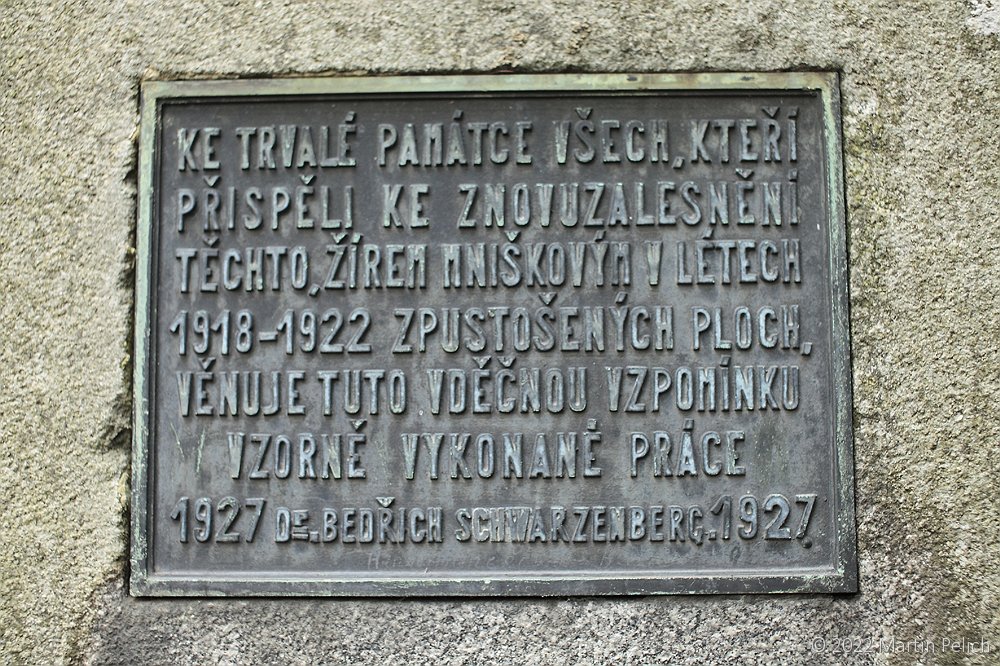 KE TRVALÉ PAMÁTCE VŠECH, KTEŘÍ
PŘISPĚLI KE ZNOVUZALESNĚNÍ
TĚCHTO, ŽÍREM MNIŠKOVÝM V LÉTECH
1918-1922 ZPUSTOŠENÝCH PLOCH,
VĚNUJE TUTO VDĚČNOU VZPOMÍNKU
VZORNĚ VYKONANÉ PRÁCE
1927 DR. BEDŘICH SCHWARZENBERG. 1927.
© 2022 Martin Pelich